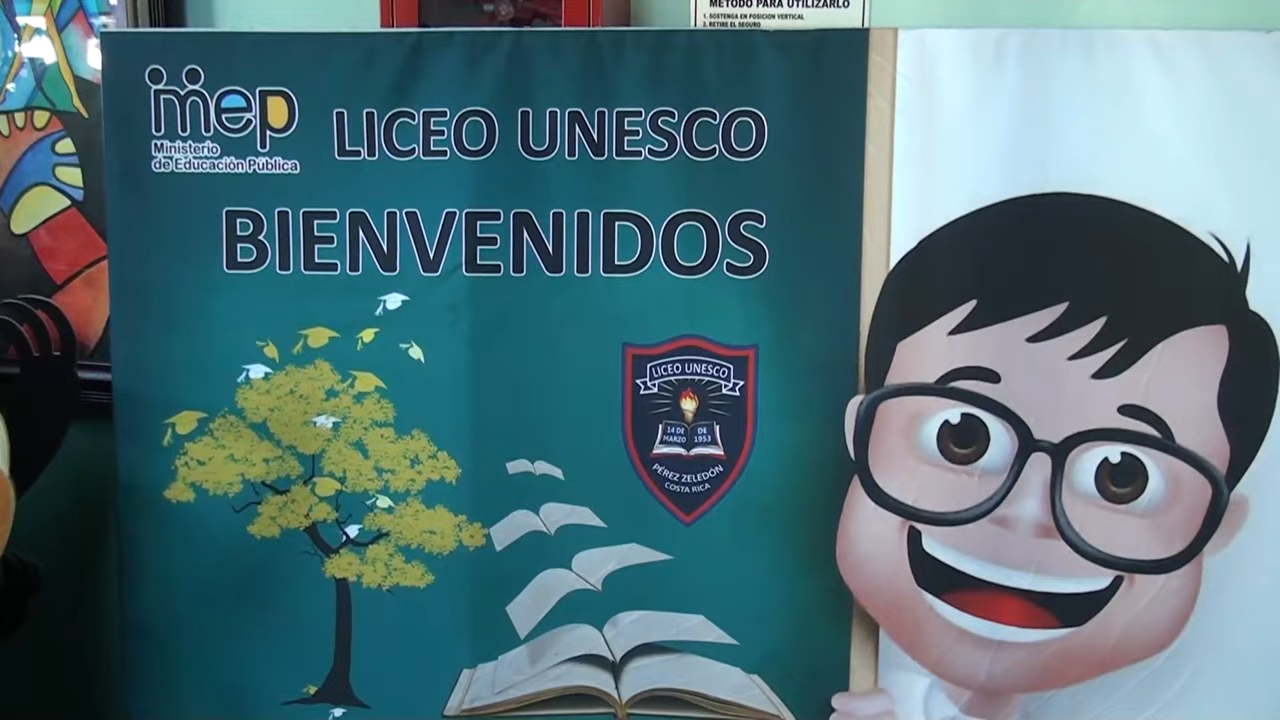 METODO PARA UTILIZARLO
1. SOSTENGA EN POSICION VERTICAL
2. RETIRE EL SEGURO
mep
Ministerio
de Educación Pública
LICEO UNESCO
BIENVENIDOS
LICEO UNESCO
14 DE MARZO
DE 1953
PÉREZ ZELEDÓN
COSTA RICA